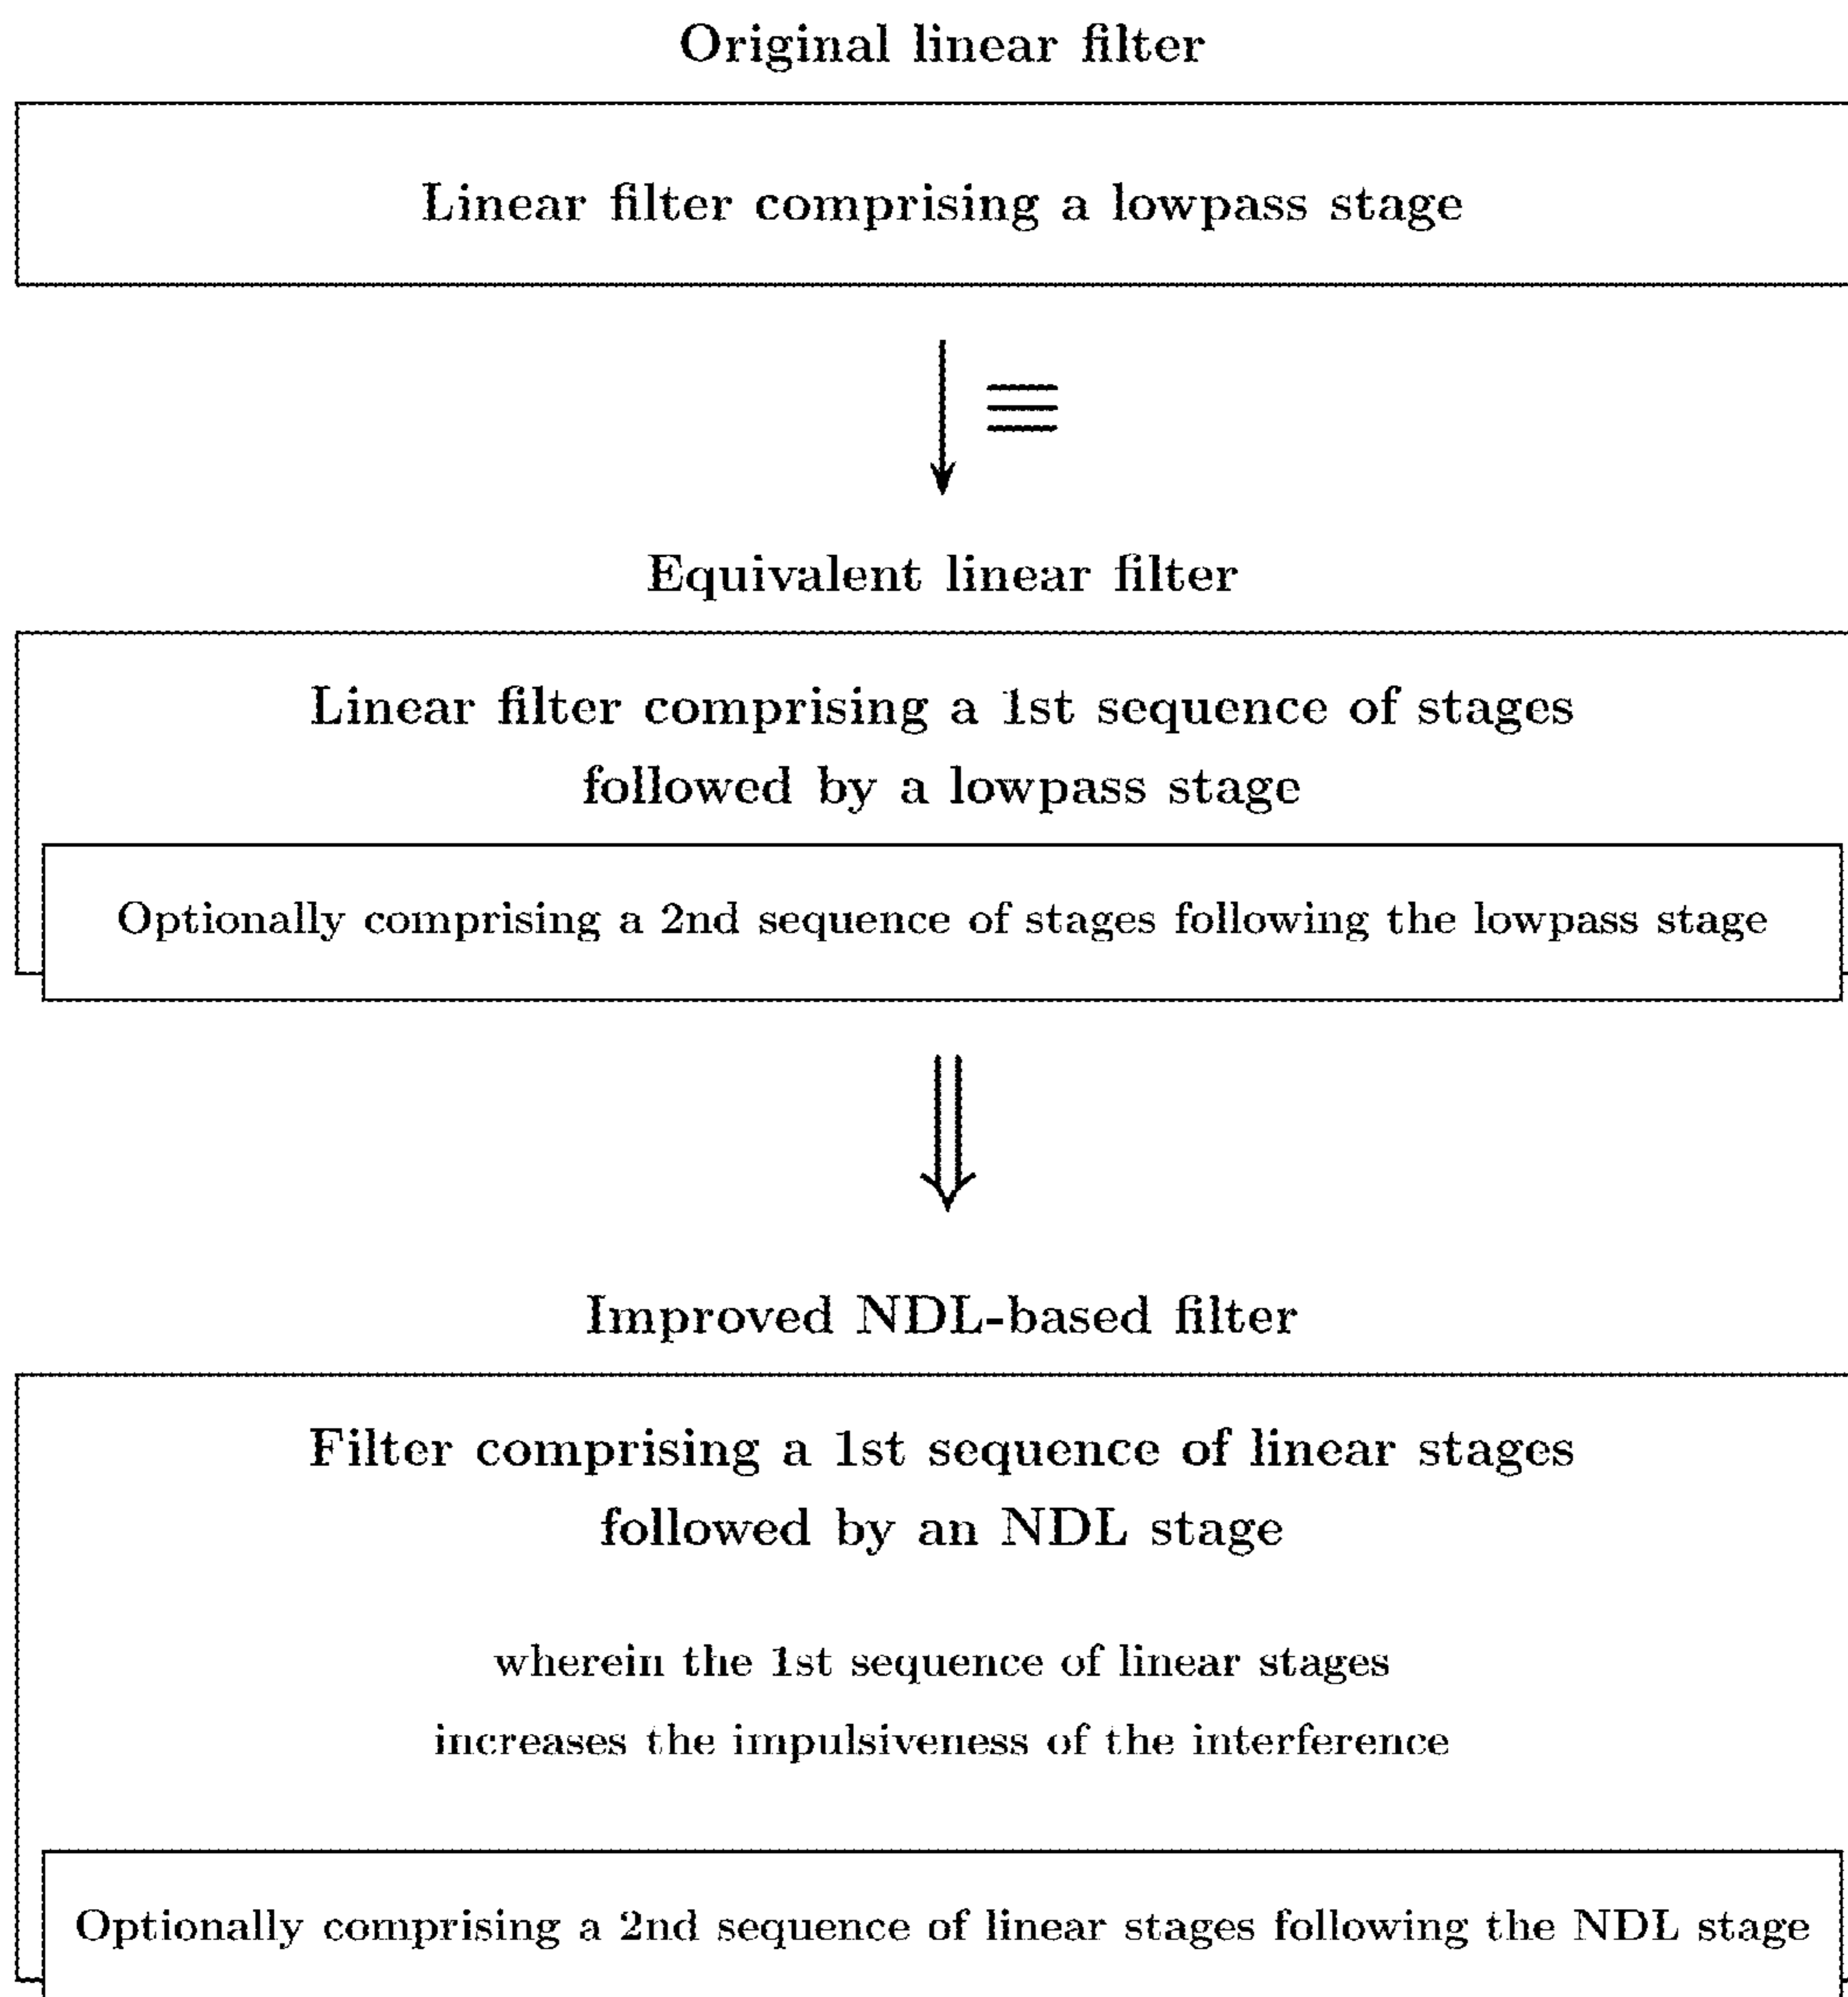 Original linear filter
Linear filter comprising a lowpass stage
≡
Equivalent linear filter
Linear filter comprising a 1st sequence of stages
followed by a lowpass stage
Optionally comprising a 2nd sequence of stages following the lowpass stage
Improved NDL-based filter
Filter comprising a 1st sequence of linear stages
followed by an NDL stage
wherein the 1st sequence of linear stages
increases the impulsiveness of the interference
Optionally comprising a 2nd sequence of linear stages following the NDL stage